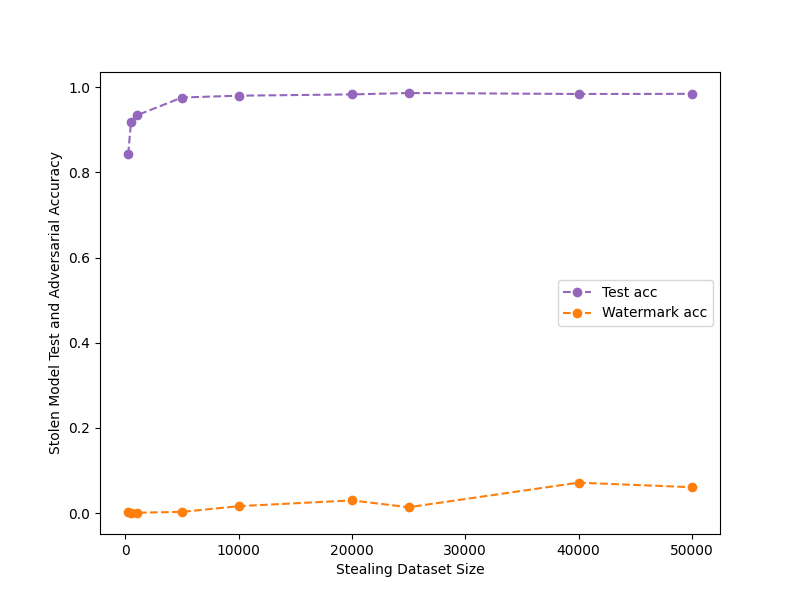 1.0
0.8
0.6
0.4
0.2
0.0
Stolen Model Test and Adversarial Accuracy
Test acc
Watermark acc
0 10000 20000 30000 40000 50000
Stealing Dataset Size